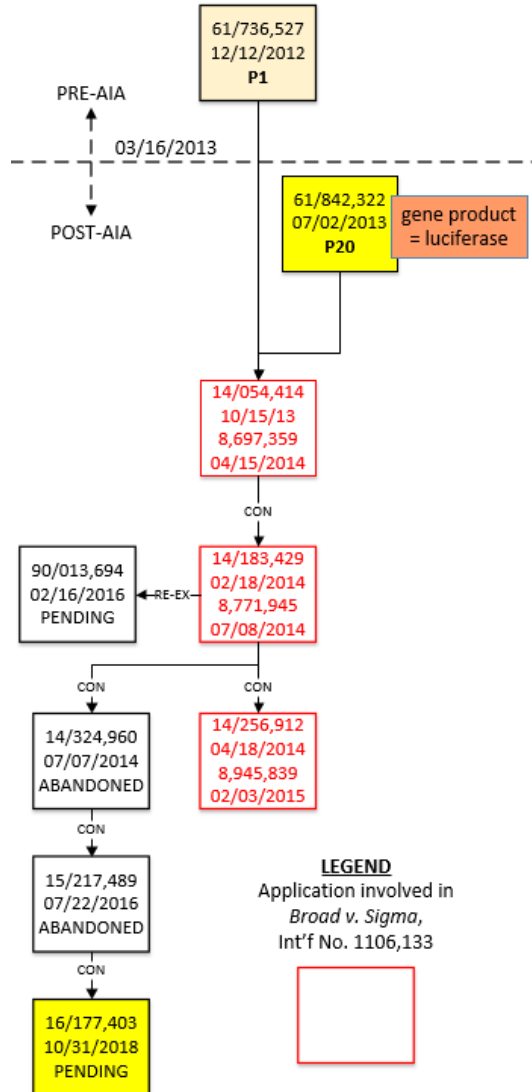 61/736,527
12/12/2012
P1
PRE-AIA
03/16/2013
POST-AIA
61/842,322
07/02/2013
P20
gene product
= luciferase
14/054,414
10/15/13
8,697,359
04/15/2014
CON
14/183,429
02/18/2014
8,771,945
07/08/2014
RE-EX
90/013,694
02/16/2016
PENDING
CON
CON
14/324,960
07/07/2014
ABANDONED
14/256,912
04/18/2014
8,945,839
02/03/2015
CON
15/217,489
07/22/2016
ABANDONED
CON
16/177,403
10/31/2018
PENDING
LEGEND
Application involved in
Broad v. Sigma,
Int'f No. 1106,133